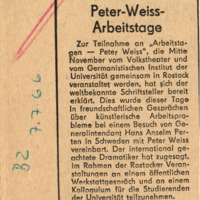 Peter-Weiss-
Arbeitstage
Zur Teilnahme an „Arbeitsta-
gen — Peter Weiss", die Mitte
November vom Volkstheater und
vom Germanistischen Institut der
Universität gemeinsam in Rostock
veranstaltet werden, hat sich der
weltbekannte Schriftsteller bereit
erklärt. Dies wurde dieser Tage
in freundschaftlichen Gesprächen
über künstlerische Arbeitspro-
bleme bei einem Besuch von Ge-
neralintendant Hans Anselm Per-
ten in Schweden mit Peter Weiss
vereinbart. Der international ge-
achtete Dramatiker hat zugesagt,
im Rahmen der Rostocker Veran-
staltungen an einem öffentlichen
Werkstattgespräch und an einem
Kolloquium für die Studierenden
der Universität teilzunehmen.
BZ 7.7.66